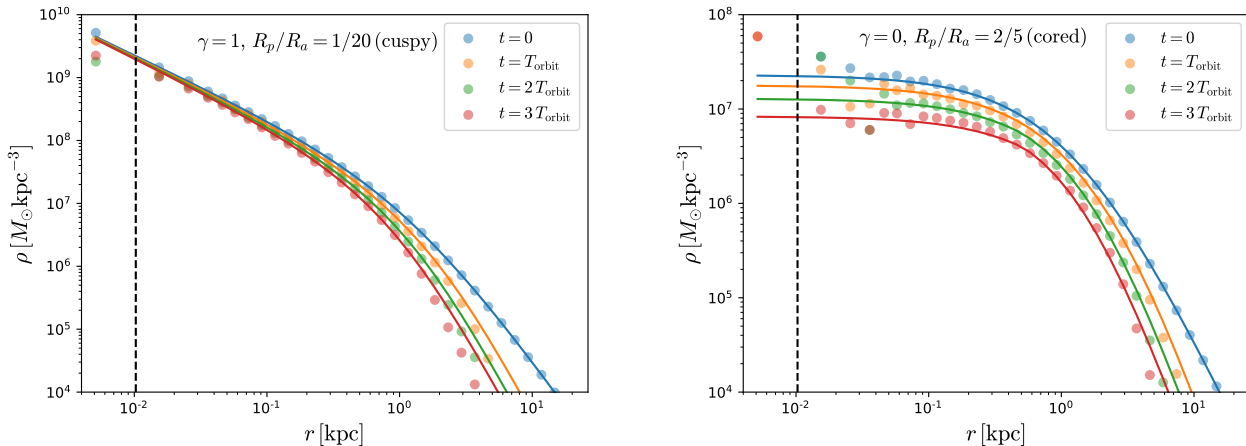 γ = 1, R_p/R_a = 1/20 (cuspy)
t = 0
t = T_orbit
t = 2 T_orbit
t = 3 T_orbit
10^10
10^9
10^8
10^7
10^6
10^5
10^4
ρ [M_⊙ kpc^−3]
10^−2
10^−1
10^0
10^1
r [kpc]
γ = 0, R_p/R_a = 2/5 (cored)
t = 0
t = T_orbit
t = 2 T_orbit
t = 3 T_orbit
10^8
10^7
10^6
10^5
10^4
ρ [M_⊙ kpc^−3]
10^−2
10^−1
10^0
10^1
r [kpc]